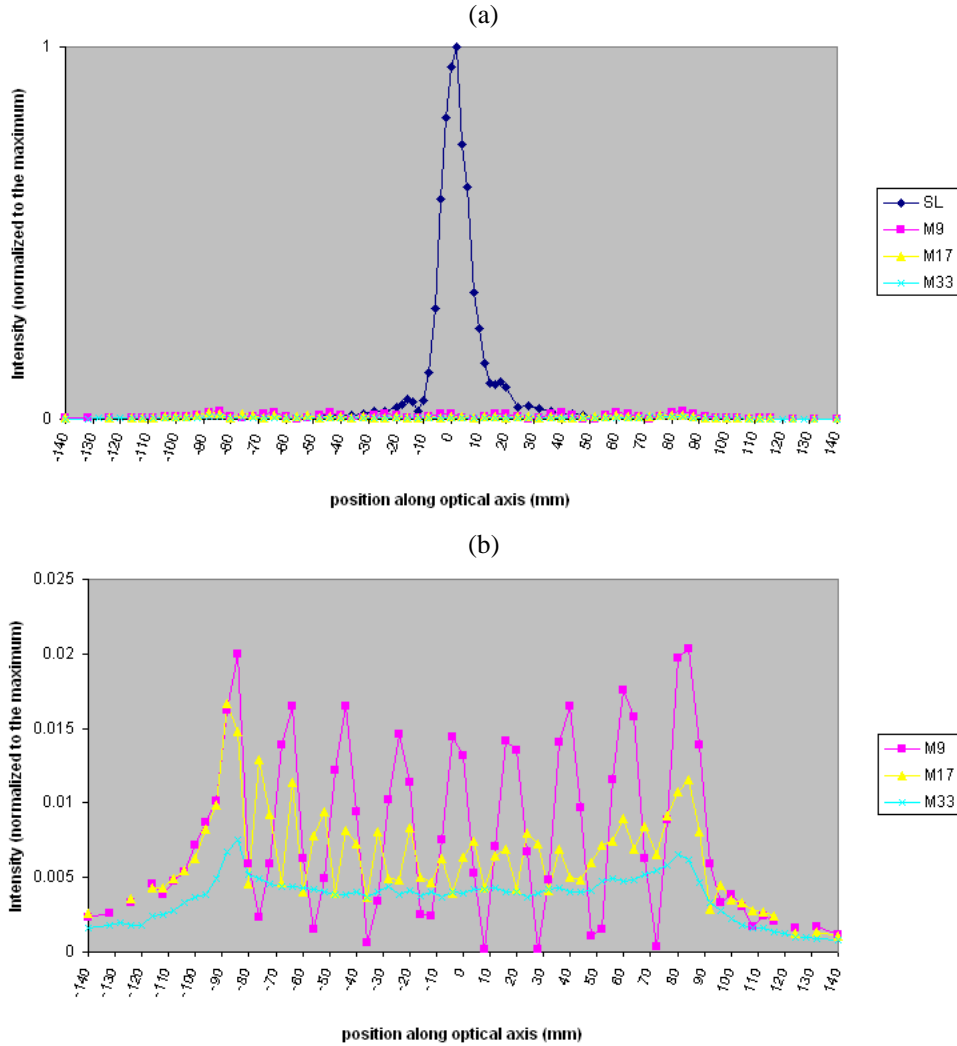 (a)
Intensity (normalized to the maximum)
1
0
-140 -130 -120 -110 -100 -90 -80 -70 -60 -50 -40 -30 -20 -10 0 10 20 30 40 50 60 70 80 90 100 110 120 130 140
position along optical axis (mm)
SL
M9
M17
M33
(b)
Intensity (normalized to the maximum)
0.025
0.02
0.015
0.01
0.005
0
-140 -130 -120 -110 -100 -90 -80 -70 -60 -50 -40 -30 -20 -10 0 10 20 30 40 50 60 70 80 90 100 110 120 130 140
position along optical axis (mm)
M9
M17
M33